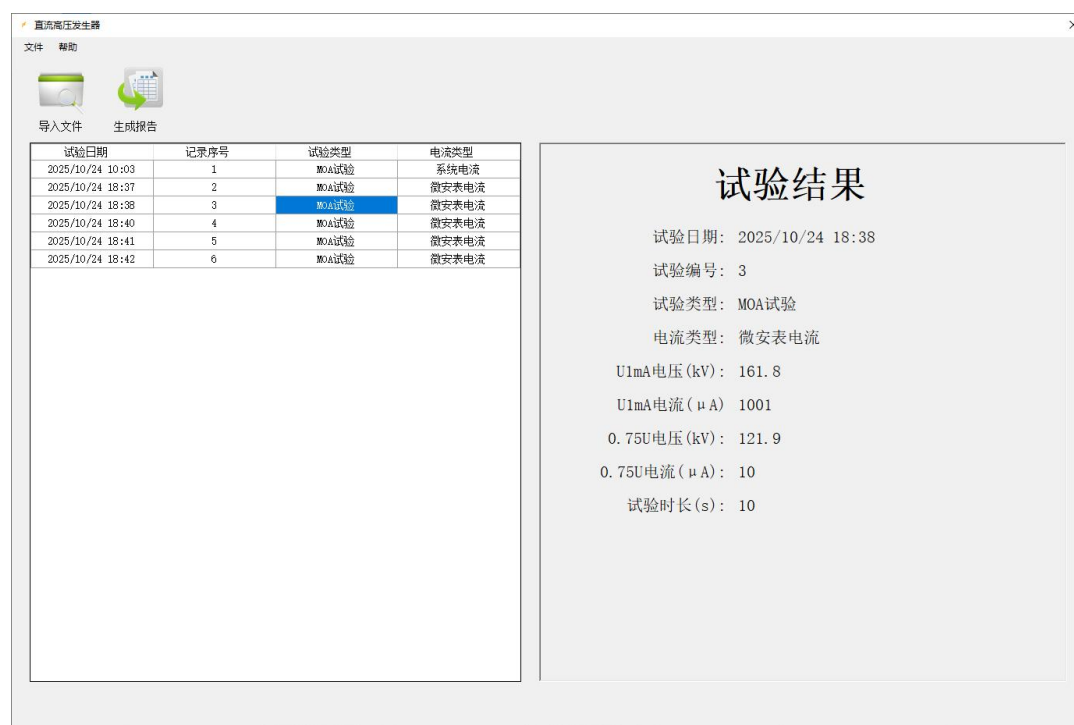 直流高压发生器
文件 帮助
导入文件 生成报告
试验日期 记录序号 试验类型 电流类型
2025/10/24 10:03 1 MOA试验 系统电流
2025/10/24 18:37 2 MOA试验 微安表电流
2025/10/24 18:38 3 MOA试验 微安表电流
2025/10/24 18:40 4 MOA试验 微安表电流
2025/10/24 18:41 5 MOA试验 微安表电流
2025/10/24 18:42 6 MOA试验 微安表电流
试验结果
试验日期: 2025/10/24 18:38
试验编号: 3
试验类型: MOA试验
电流类型: 微安表电流
U1mA电压(kV): 161.8
U1mA电流(μA) 1001
0.75U电压(kV): 121.9
0.75U电流(μA): 10
试验时长(s): 10